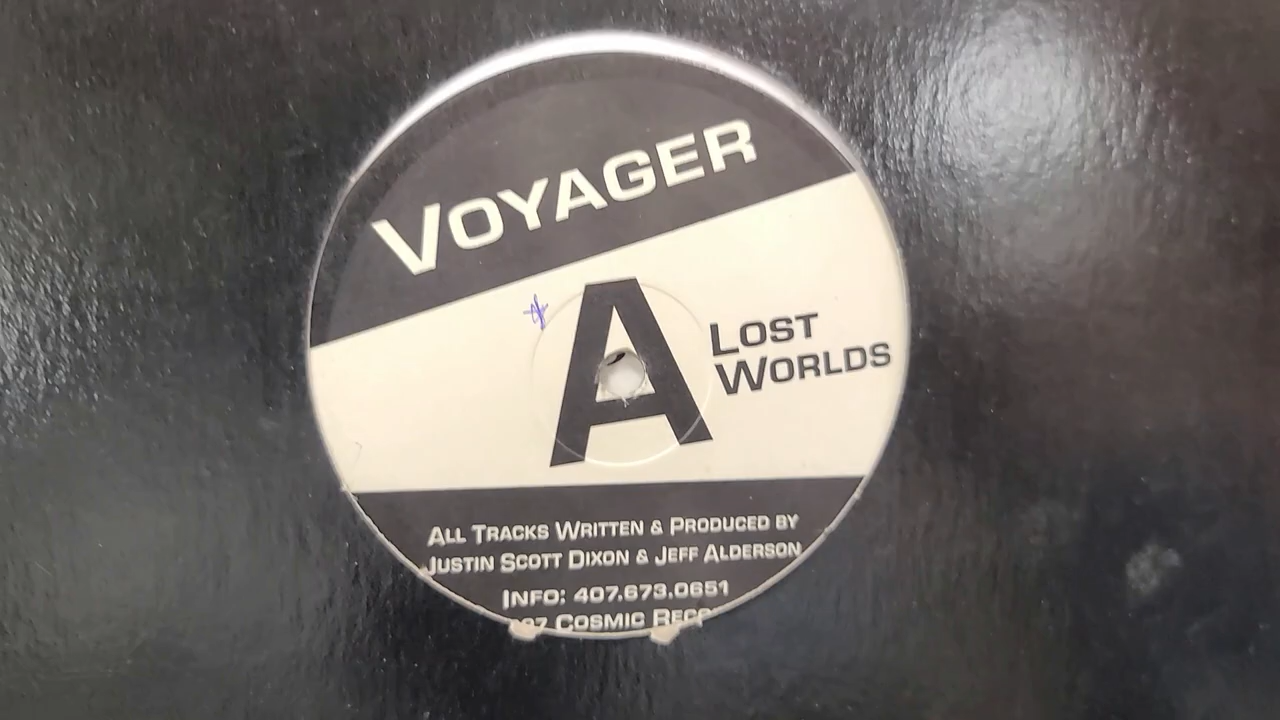 VOYAGER
A
LOST
WORLDS
ALL TRACKS WRITTEN & PRODUCED BY
JUSTIN SCOTT DIXON & JEFF ALDERSON
INFO: 407.673.0651
COSMIC